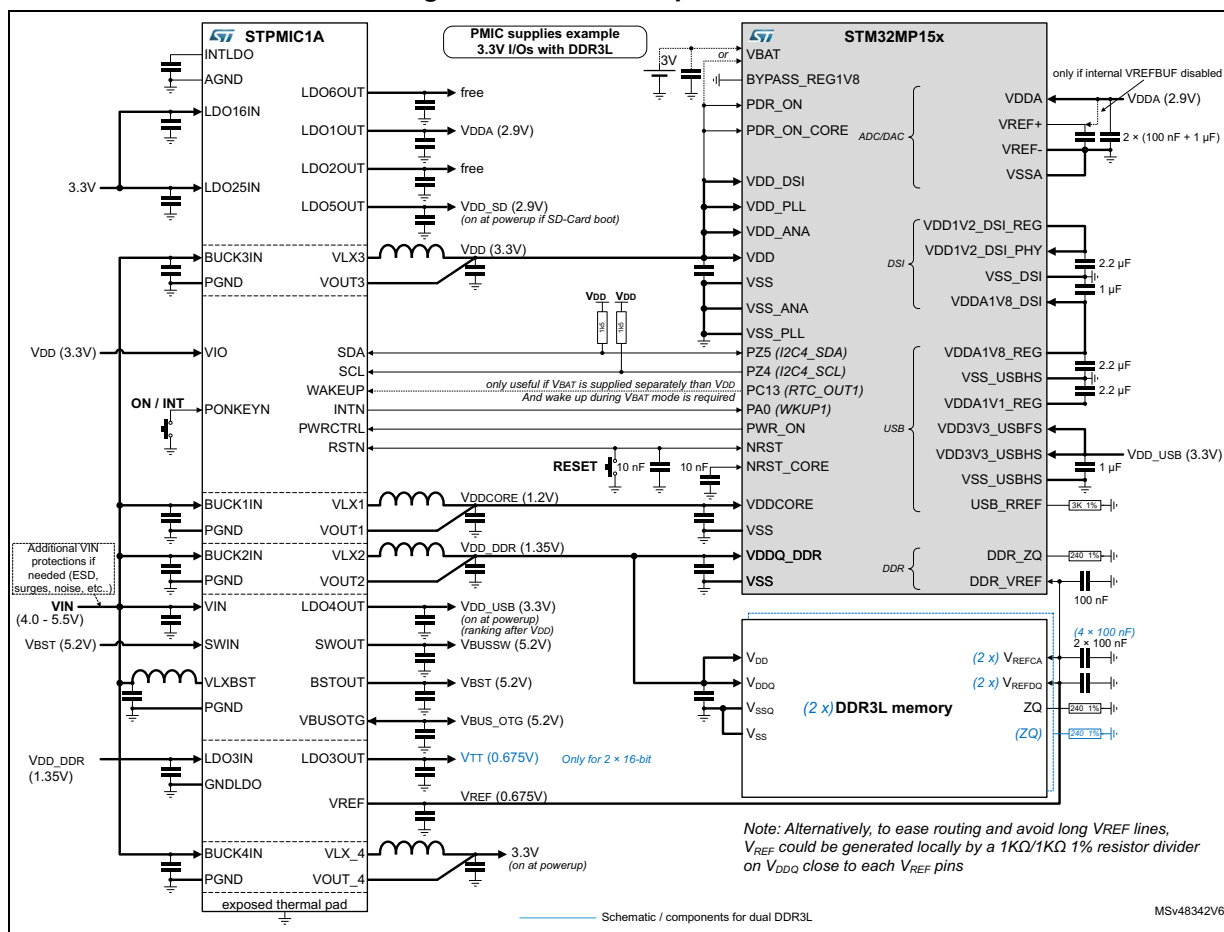 STPMIC1A
INTLDO
AGND
LDO16IN
3.3V
LDO25IN
LDO6OUT
free
LDO1OUT
VDDA (2.9V)
LDO2OUT
free
LDO5OUT
VDD_SD (2.9V)
(on at powerup if SD-Card boot)
BUCK3IN
PGND
VLX3
VOUT3
VDD (3.3V)
VDD (3.3V)
VIO
SDA
SCL
WAKEUP
ON / INT
PONKEYN
INTN
PWRCTRL
RSTN
VDD
VDD
1k5
1k5
only useful if VBAT is supplied separately than VDD
And wake up during VBAT mode is required
RESET
10 nF
10 nF
BUCK1IN
PGND
VLX1
VOUT1
VDDCORE (1.2V)
Additional VIN
protections if
needed (ESD,
surges, noise, etc..)
BUCK2IN
PGND
VLX2
VOUT2
VDD_DDR (1.35V)
VIN
(4.0 - 5.5V)
VIN
LDO4OUT
VDD_USB (3.3V)
(on at powerup)
(ranking after VDD)
VBST (5.2V)
SWIN
SWOUT
VBUSSW (5.2V)
VLXBST
PGND
BSTOUT
VBST (5.2V)
VBUSOTG
VBUS_OTG (5.2V)
VDD_DDR
(1.35V)
LDO3IN
GNDLDO
LDO3OUT
VTT (0.675V)
Only for 2 × 16-bit
VREF
VREF (0.675V)
BUCK4IN
PGND
VLX_4
VOUT_4
3.3V
(on at powerup)
exposed thermal pad
PMIC supplies example
3.3V I/Os with DDR3L
3V
or
STM32MP15x
VBAT
BYPASS_REG1V8
PDR_ON
PDR_ON_CORE
VDD_DSI
VDD_PLL
VDD_ANA
VDD
VSS
VSS_ANA
VSS_PLL
PZ5 (I2C4_SDA)
PZ4 (I2C4_SCL)
PC13 (RTC_OUT1)
PA0 (WKUP1)
PWR_ON
NRST
NRST_CORE
VDDCORE
VSS
VDDQ_DDR
VSS
only if internal VREFBUF disabled
ADC/DAC
VDDA
VDDA (2.9V)
VREF+
VREF-
VSSA
2 × (100 nF + 1 µF)
DSI
VDD1V2_DSI_REG
VDD1V2_DSI_PHY
2.2 µF
VSS_DSI
1 µF
VDDA1V8_DSI
USB
VDDA1V8_REG
2.2 µF
VSS_USBHS
2.2 µF
VDDA1V1_REG
VDD3V3_USBFS
VDD3V3_USBHS
VDD_USB (3.3V)
1 µF
VSS_USBHS
USB_RREF
3K 1%
DDR
DDR_ZQ
240 1%
DDR_VREF
100 nF
(4 × 100 nF)
2 × 100 nF
VDD
VDDQ
VSSQ
VSS
(2 x) DDR3L memory
(2 x) VREFCA
(2 x) VREFDQ
ZQ
240 1%
(ZQ)
240 1%
Note: Alternatively, to ease routing and avoid long VREF lines,
VREF could be generated locally by a 1KΩ/1KΩ 1% resistor divider
on VDDQ close to each VREF pins
Schematic / components for dual DDR3L
MSv48342V6